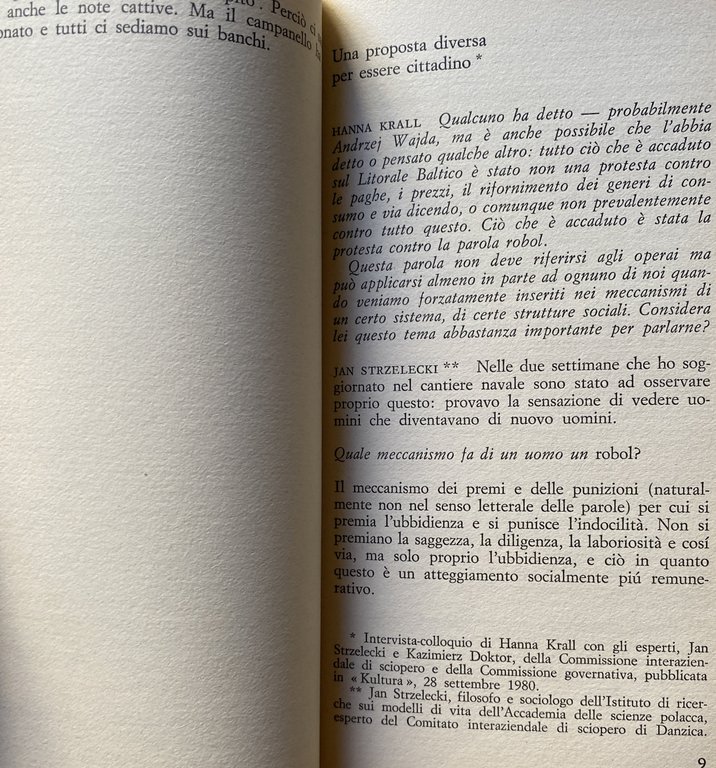 anche le note cattive. Ma il campanello
onato e tutti ci sediamo sui banchi.
Perciò
Una proposta diversa
per essere cittadino *
HANNA KRALL Qualcuno ha detto — probabilmente
Andrzej Wajda, ma è anche possibile che l'abbia
detto o pensato qualche altro: tutto ciò che è accaduto
sul Litorale Baltico è stato non una protesta contro
le paghe, i prezzi, il rifornimento dei generi di con-
sumo e via dicendo, o comunque non prevalentemente
contro tutto questo. Ciò che è accaduto è stata la
protesta contro la parola robol.
Questa parola non deve riferirsi agli operai ma
può applicarsi almeno in parte ad ognuno di noi quan-
do veniamo forzatamente inseriti nei meccanismi di
un certo sistema, di certe strutture sociali. Considera
lei questo tema abbastanza importante per parlarne?
JAN STRZELECKI ** Nelle due settimane che ho sog-
giornato nel cantiere navale sono stato ad osservare
proprio questo: provavo la sensazione di vedere uo-
mini che diventavano di nuovo uomini.
Quale meccanismo fa di un uomo un robol?
Il meccanismo dei premi e delle punizioni (natural-
mente non nel senso letterale delle parole) per cui si
premia l'ubbidienza e si punisce l'indocilità. Non si
premiano la saggezza, la diligenza, la laboriosità e cosí
via, ma solo proprio l'ubbidienza, e ciò in quanto
questo è un atteggiamento socialmente piú remune-
rativo.
* Intervista-colloquio di Hanna Krall con gli esperti, Jan
Strzelecki e Kazimierz Doktor, della Commissione interazien-
dale di sciopero e della Commissione governativa, pubblicata
in « Kultura », 28 settembre 1980.
** Jan Strzelecki, filosofo e sociologo dell'Istituto di ricer-
che sui modelli di vita dell'Accademia delle scienze polacca,
esperto del Comitato interaziendale di sciopero di Danzica.
9